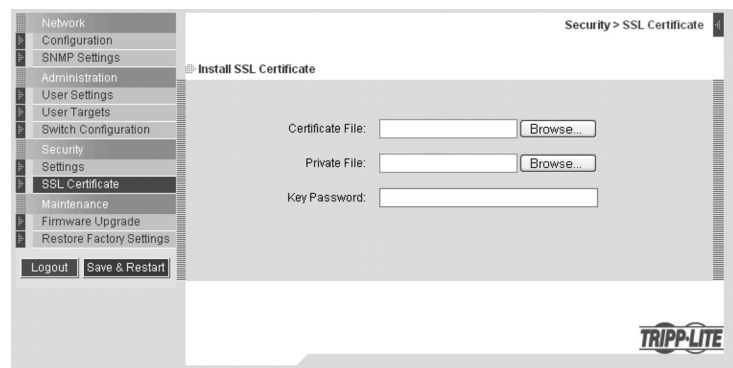 Network
Configuration
SNMP Settings
Administration
User Settings
User Targets
Switch Configuration
Security
Settings
SSL Certificate
Maintenance
Firmware Upgrade
Restore Factory Settings
Logout
Save & Restart
Security > SSL Certificate
Install SSL Certificate
Certificate File:
Browse...
Private File:
Browse...
Key Password:
TRIPP·LITE